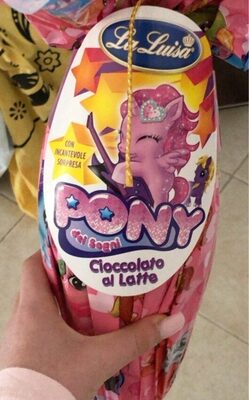 La Luisa
CON
INCANTEVOLE
SORPRESA
PONY
dei Sogni
Cioccolato
al Latte